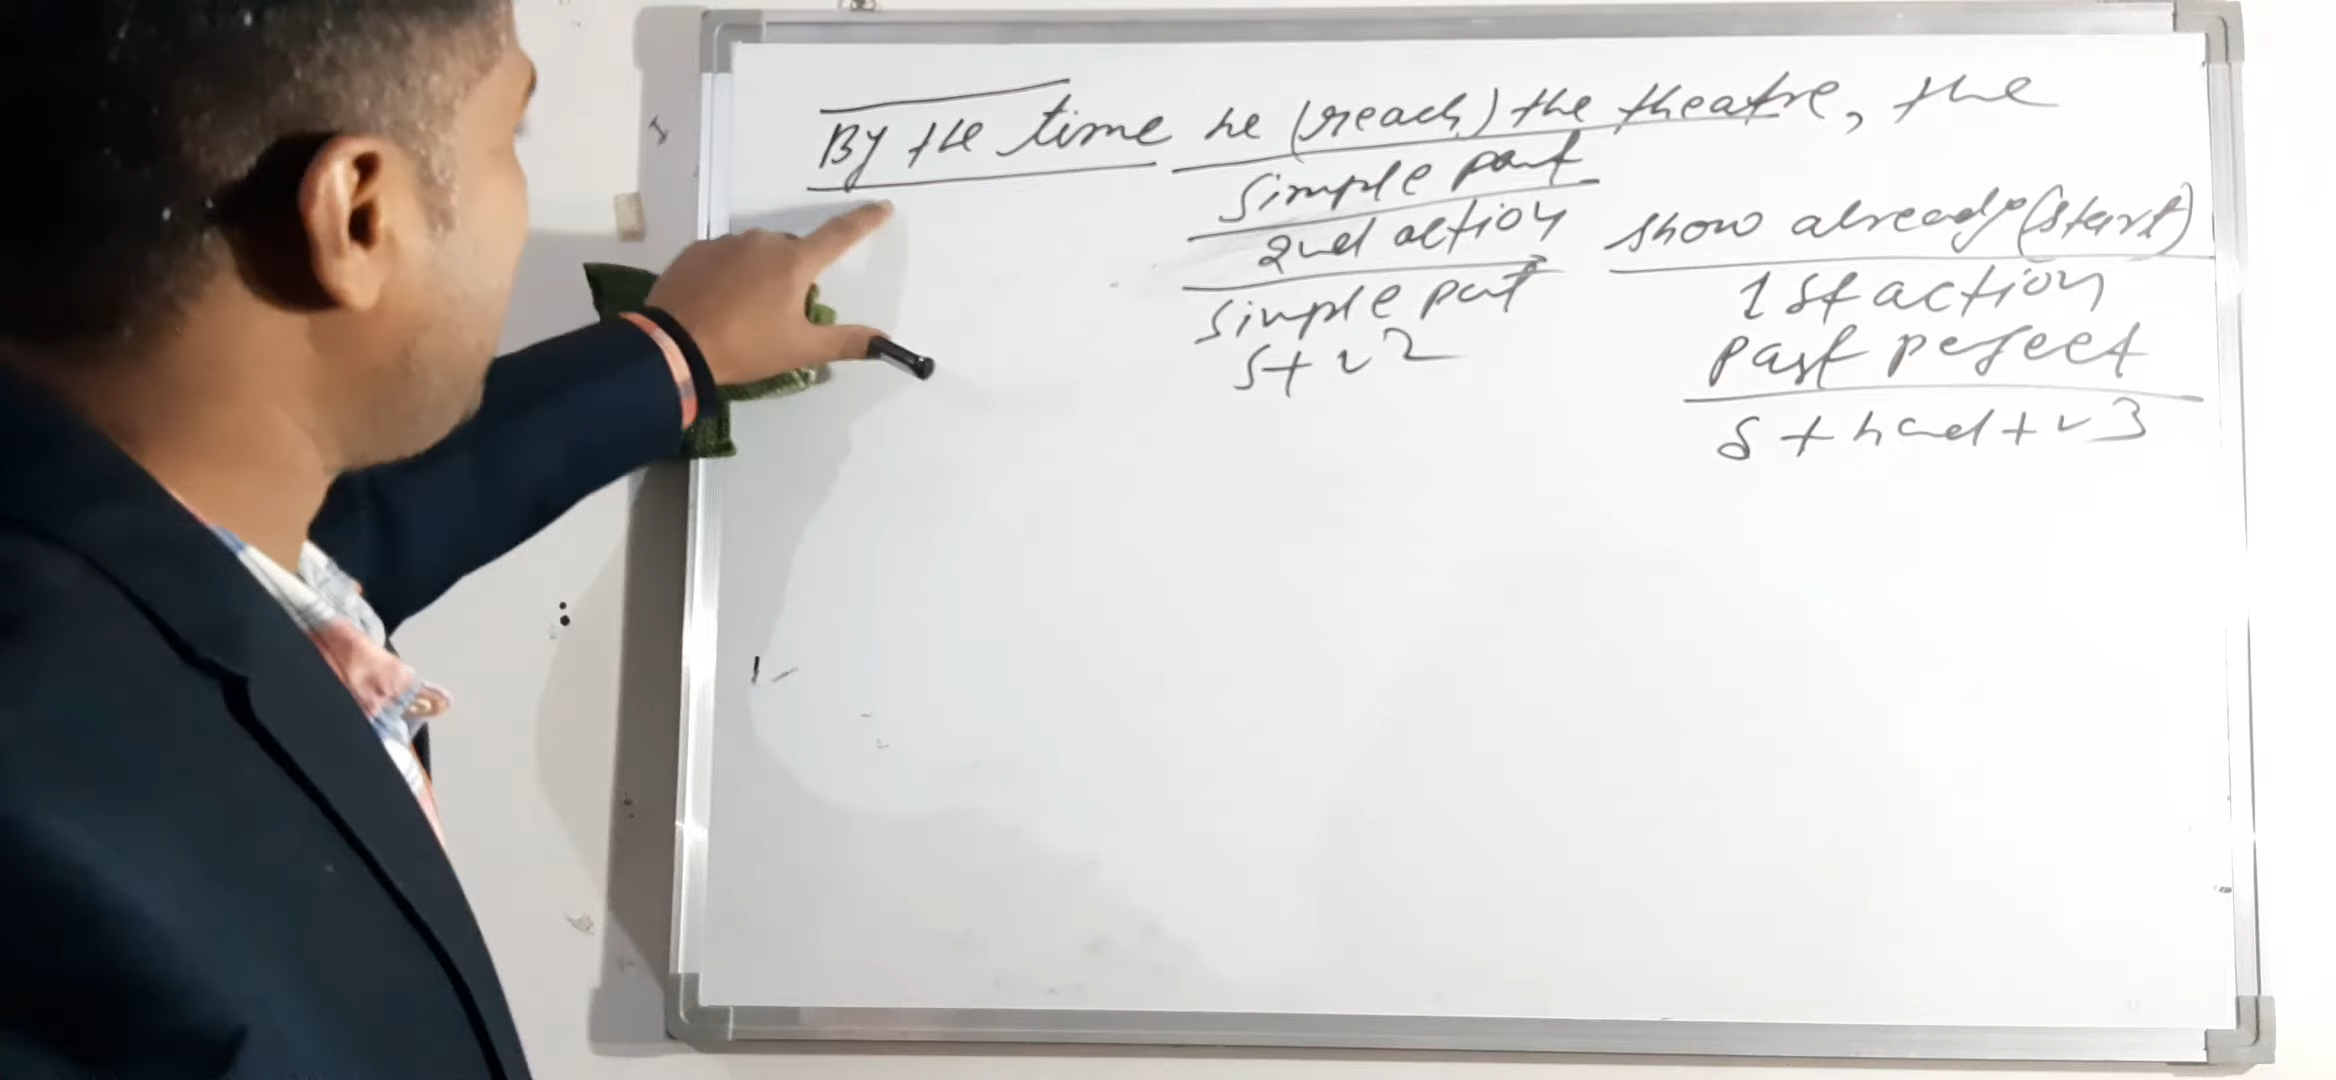 By the time he (reach) the theatre, the
show already (start)
simple past
2nd action
simple past
s + v2
1st action
past perfect
s + had + v3